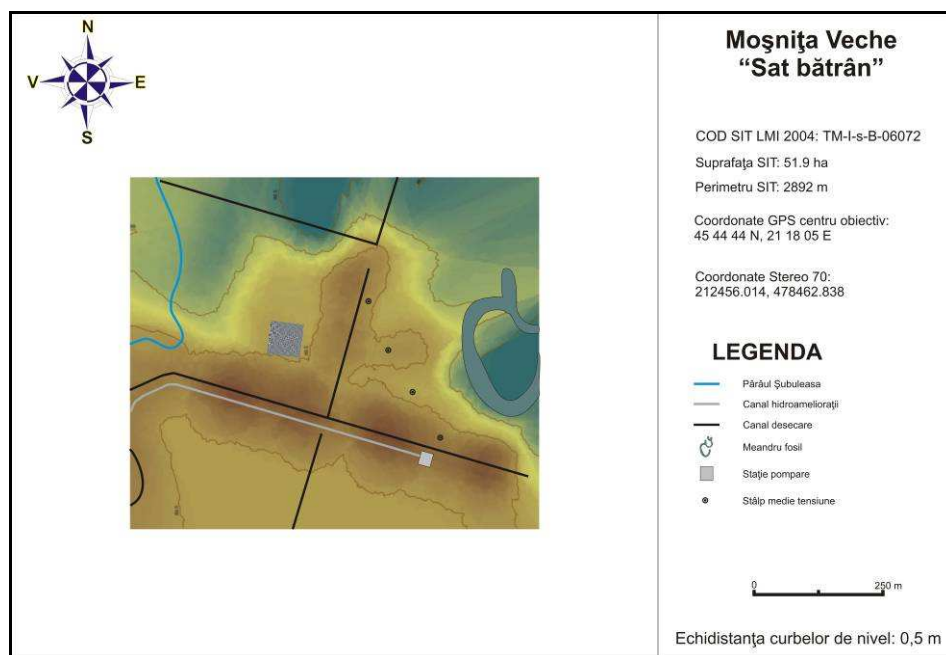 N
V E
S
Moşniţa Veche
“Sat bătrân”
COD SIT LMI 2004: TM-I-s-B-06072
Suprafaţa SIT: 51.9 ha
Perimetru SIT: 2892 m
Coordonate GPS centru obiectiv:
45 44 44 N, 21 18 05 E
Coordonate Stereo 70:
212456.014, 478462.838
LEGENDA
Pârâul Şubuleasa
Canal hidroamelioraţii
Canal desecare
Meandru fosil
Staţie pompare
Stâlp medie tensiune
0 250 m
Echidistanţa curbelor de nivel: 0,5 m